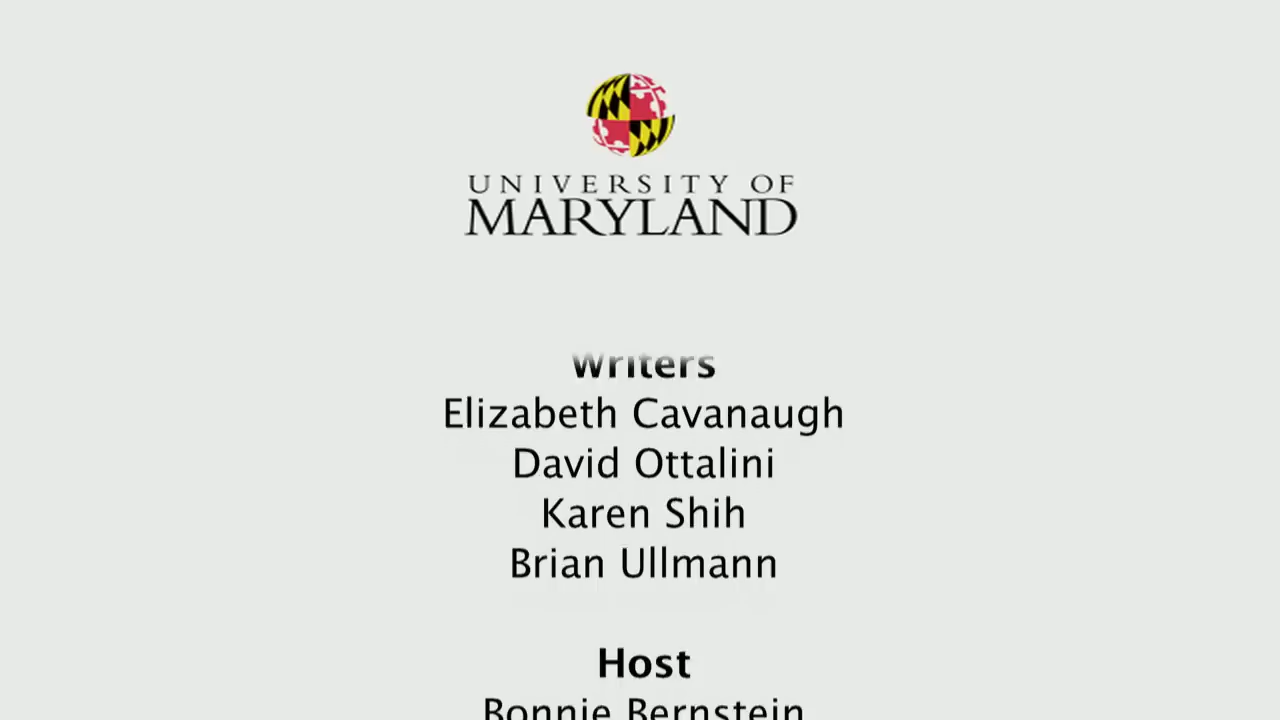 UNIVERSITY OF
MARYLAND
Writers
Elizabeth Cavanaugh
David Ottalini
Karen Shih
Brian Ullmann
Host
Bonnie Bernstein